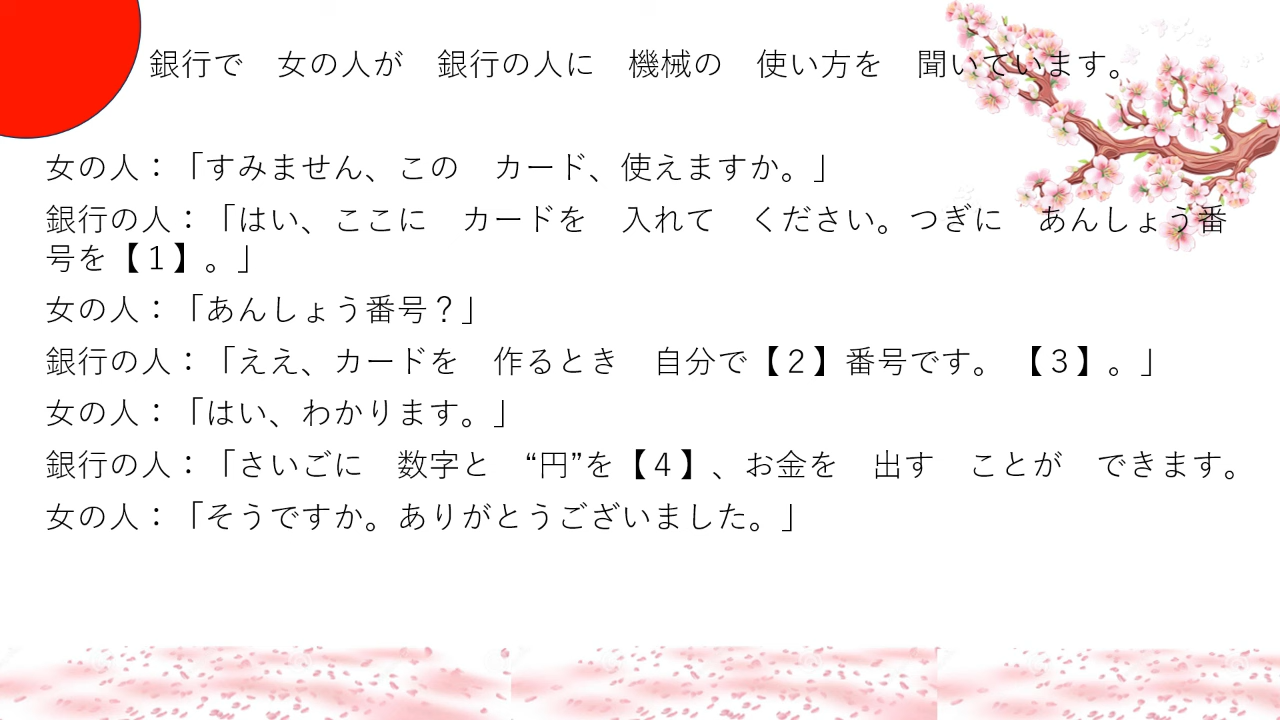 銀行で　女の人が　銀行の人に　機械の　使い方を　聞いています。
女の人：「すみません、この　カード、使えますか。」
銀行の人：「はい、ここに　カードを　入れて　ください。つぎに　あんしょう番
号を【１】。」
女の人：「あんしょう番号？」
銀行の人：「ええ、カードを　作るとき　自分で【２】番号です。 【３】。」
女の人：「はい、わかります。」
銀行の人：「さいごに　数字と　“円”を【４】、お金を　出す　ことが　できます。
女の人：「そうですか。ありがとうございました。」